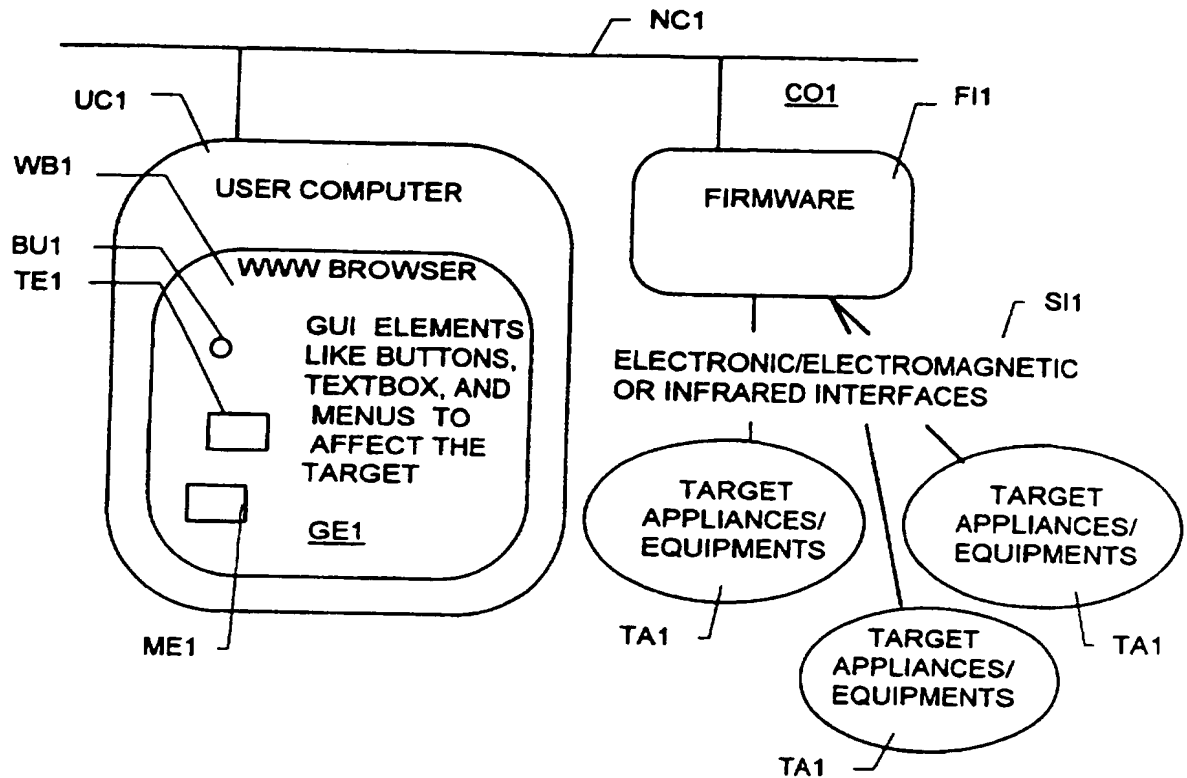 NC1
UC1
CO1
FI1
WB1
USER COMPUTER
FIRMWARE
BU1
TE1
WWW BROWSER
GUI ELEMENTS
LIKE BUTTONS,
TEXTBOX, AND
MENUS TO
AFFECT THE
TARGET
GE1
ME1
SI1
ELECTRONIC/ELECTROMAGNETIC
OR INFRARED INTERFACES
TARGET
APPLIANCES/
EQUIPMENTS
TA1
TARGET
APPLIANCES/
EQUIPMENTS
TA1
TARGET
APPLIANCES/
EQUIPMENTS
TA1